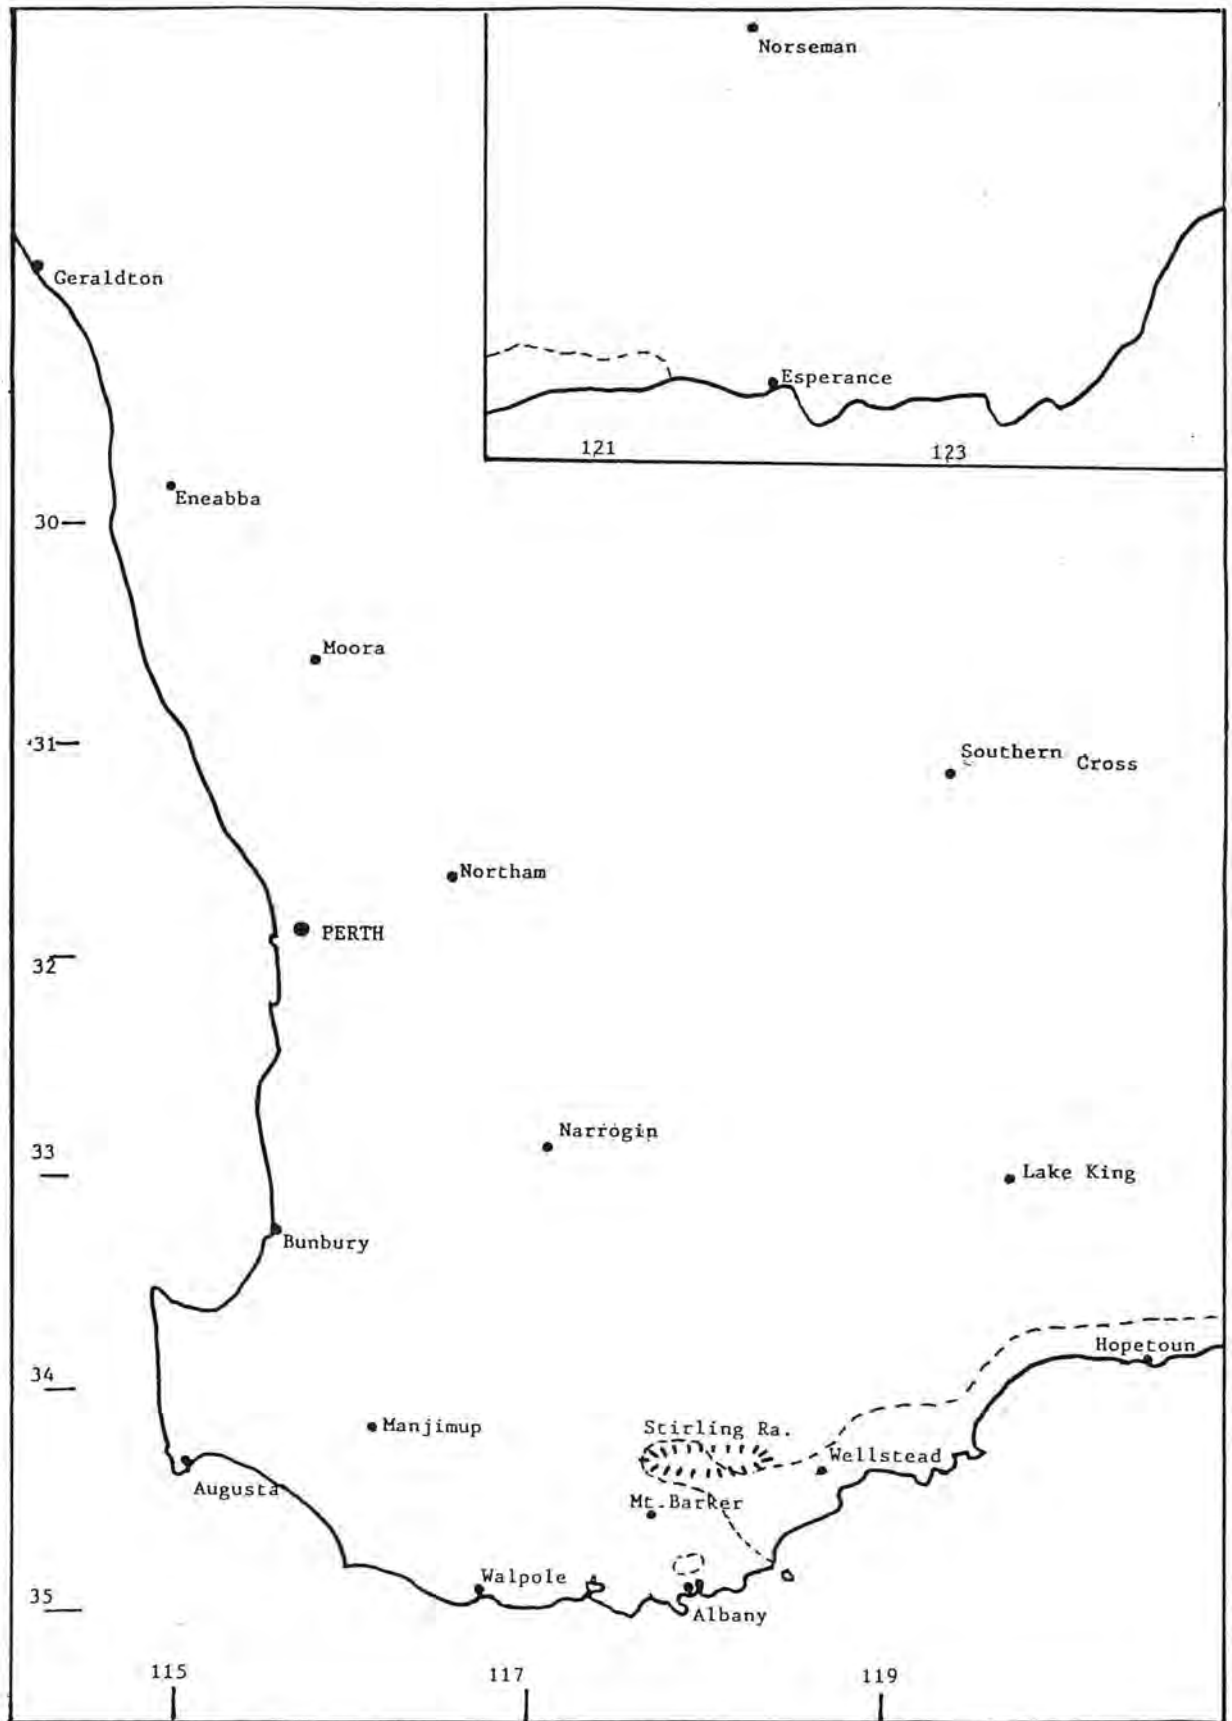 Norseman
Geraldton
Esperance
121
123
Eneabba
30
Moora
31
Southern Cross
Northam
PERTH
32
Narrogin
33
Lake King
Bunbury
Hopetoun
34
Manjimup
Stirling Ra.
Wellstead
Augusta
Mt. Barker
Walpole
35
Albany
115
117
119